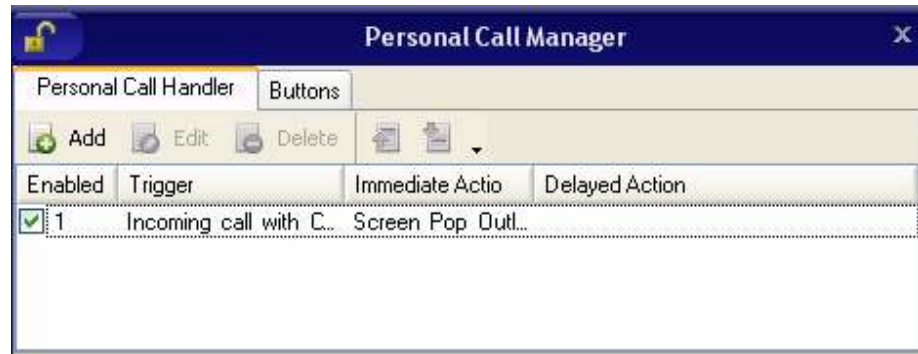 Personal Call Manager x
Personal Call Handler Buttons
Add Edit Delete
Enabled Trigger Immediate Actio Delayed Action
1 Incoming call with C... Screen Pop Outl...